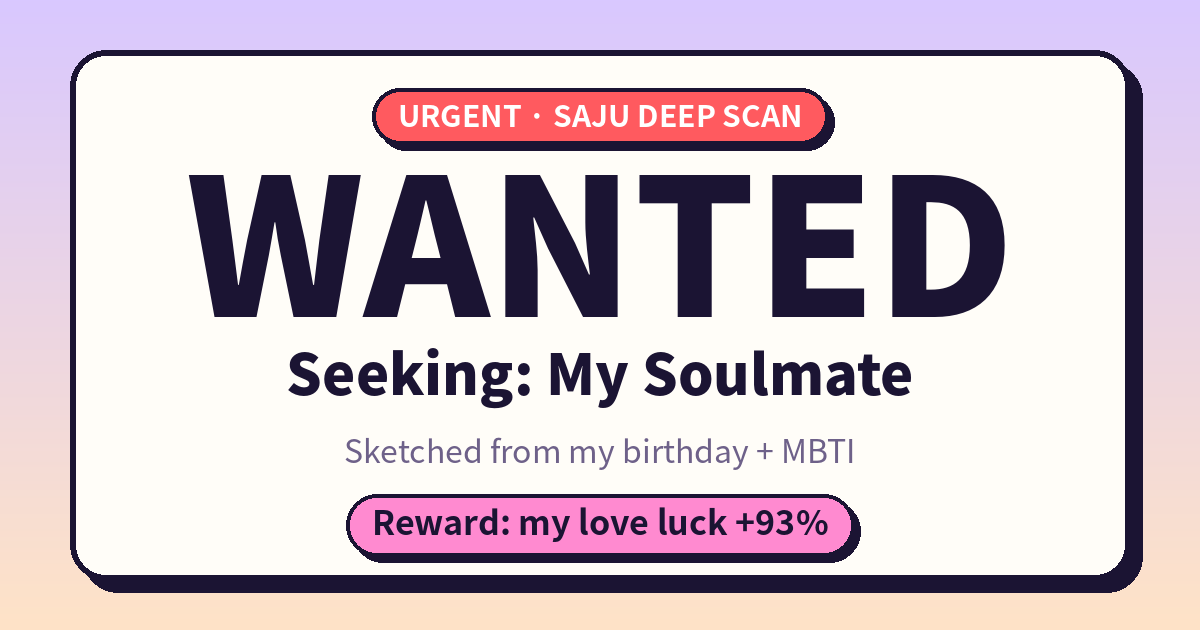 URGENT · SAJU DEEP SCAN
WANTED
Seeking: My Soulmate
Sketched from my birthday + MBTI
Reward: my love luck +93%